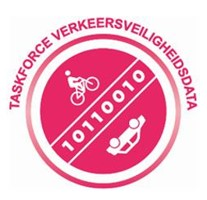 TASKFORCE VERKEERSVEILIGHEIDSDATA
10110010